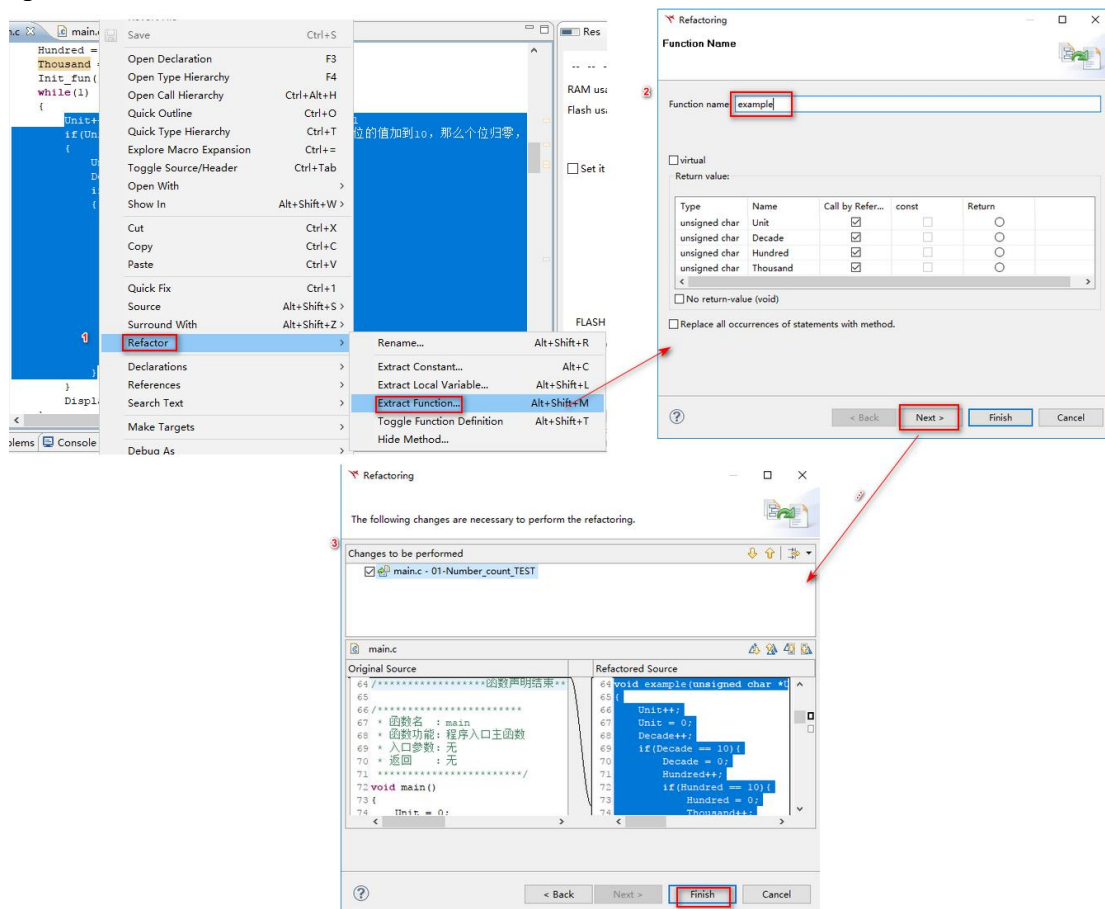 n.c main.
Hundred =
Thousand =
Init_fun(
while(1)
{
Unit+
if(Un
位的值加到10，那么个位归零，
{
U
D
i
{
}
}
Displ
Console
Save Ctrl+S
Open Declaration F3
Open Type Hierarchy F4
Open Call Hierarchy Ctrl+Alt+H
Quick Outline Ctrl+O
Quick Type Hierarchy Ctrl+T
Explore Macro Expansion Ctrl+=
Toggle Source/Header Ctrl+Tab
Open With >
Show In Alt+Shift+W >
Cut Ctrl+X
Copy Ctrl+C
Paste Ctrl+V
Quick Fix Ctrl+1
Source Alt+Shift+S >
Surround With Alt+Shift+Z >
1
Refactor >
Declarations >
References >
Search Text >
Make Targets >
Debug As >
Rename... Alt+Shift+R
Extract Constant... Alt+C
Extract Local Variable... Alt+Shift+L
Extract Function... Alt+Shift+M
Toggle Function Definition Alt+Shift+T
Hide Method...
Res
-- -- --
RAM usa
Flash usa
Set it
FLASH
2
Refactoring
Function Name
Function name: example
virtual
Return value:
Type Name Call by Refer... const Return
unsigned char Unit
unsigned char Decade
unsigned char Hundred
unsigned char Thousand
No return-value (void)
Replace all occurrences of statements with method.
< Back Next > Finish Cancel
3
Refactoring
The following changes are necessary to perform the refactoring.
Changes to be performed
main.c - 01-Number_count_TEST
main.c
Original Source
64 /******************函数声明结束**
65
66 /************************
67 * 函数名 : main
68 * 函数功能: 程序入口主函数
69 * 入口参数: 无
70 * 返回 : 无
71 ************************/
72 void main()
73 {
74 Unit = 0;
Refactored Source
64 void example(unsigned char *U
65 {
66 Unit++;
67 Unit = 0;
68 Decade++;
69 if(Decade == 10){
70 Decade = 0;
71 Hundred++;
72 if(Hundred == 10){
73 Hundred = 0;
74 Thousand++;
< Back Next > Finish Cancel